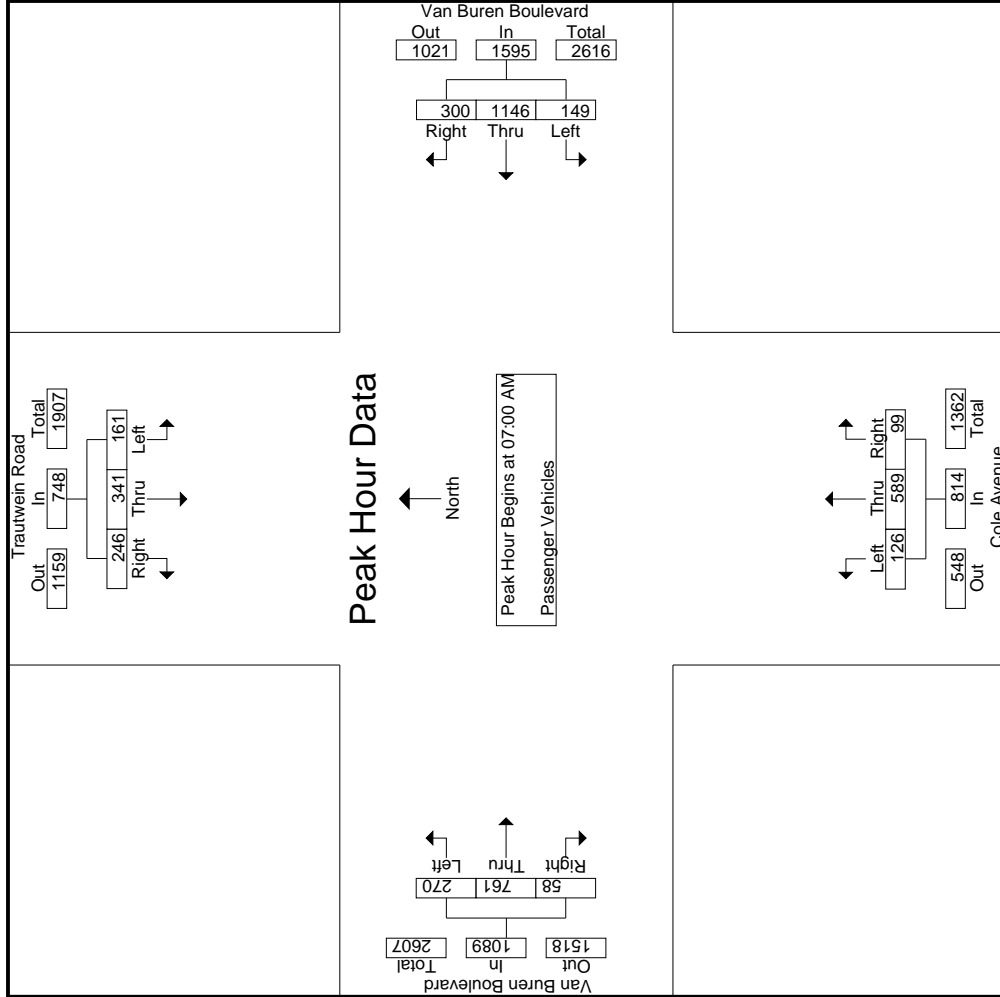 Van Buren Boulevard
Out In Total
1021 1595 2616
300 1146 149
Right Thru Left
Trautwein Road
Out In Total
1159 748 1907
246 341 161
Right Thru Left
Peak Hour Data
North
Peak Hour Begins at 07:00 AM
Passenger Vehicles
Left Thru Right
126 589 99
548 814 1362
Out In Total
Cole Avenue
Left Thru Right
270 761 58
2607 1089 1518
Total In Out
Van Buren Boulevard